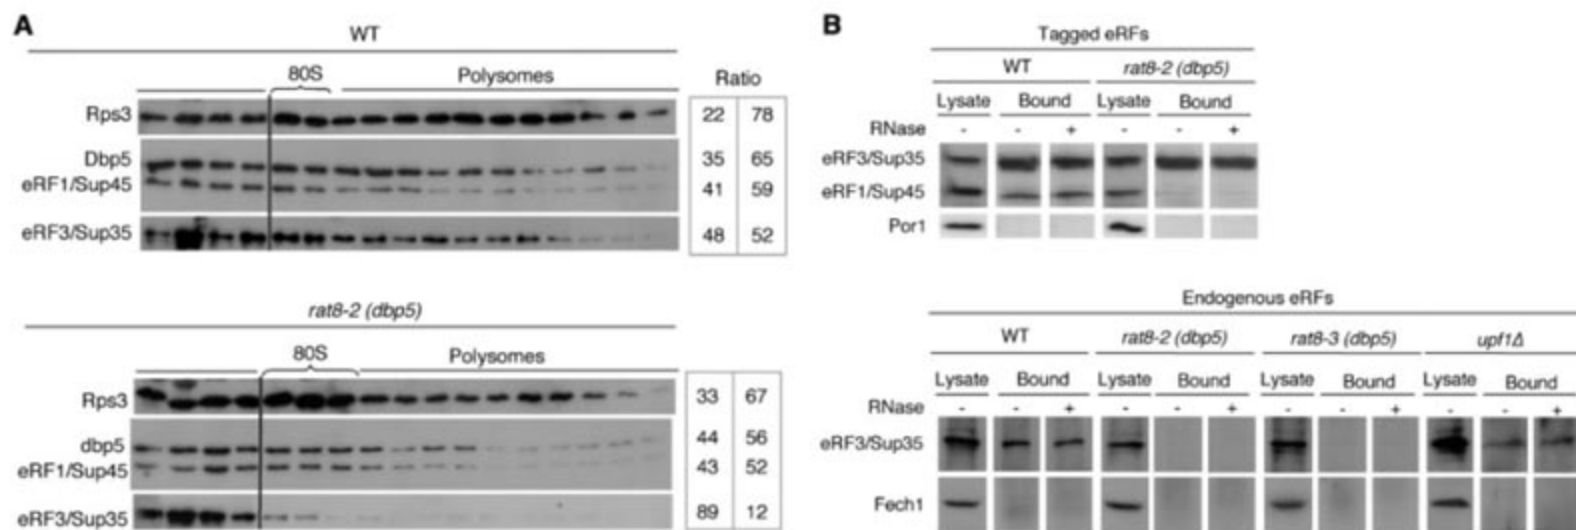 A
WT
80S Polysomes Ratio
Rps3 22 78
Dbp5 35 65
eRF1/Sup45 41 59
eRF3/Sup35 48 52
rat8-2 (dbp5)
80S Polysomes
Rps3 33 67
dbp5 44 56
eRF1/Sup45 43 52
eRF3/Sup35 89 12
B
Tagged eRFs
WT rat8-2 (dbp5)
Lysate Bound Lysate Bound
RNase - - + - - +
eRF3/Sup35
eRF1/Sup45
Por1
Endogenous eRFs
WT rat8-2 (dbp5) rat8-3 (dbp5) upf1Δ
Lysate Bound Lysate Bound Lysate Bound Lysate Bound
RNase - - + - - + - - + - - +
eRF3/Sup35
Fech1